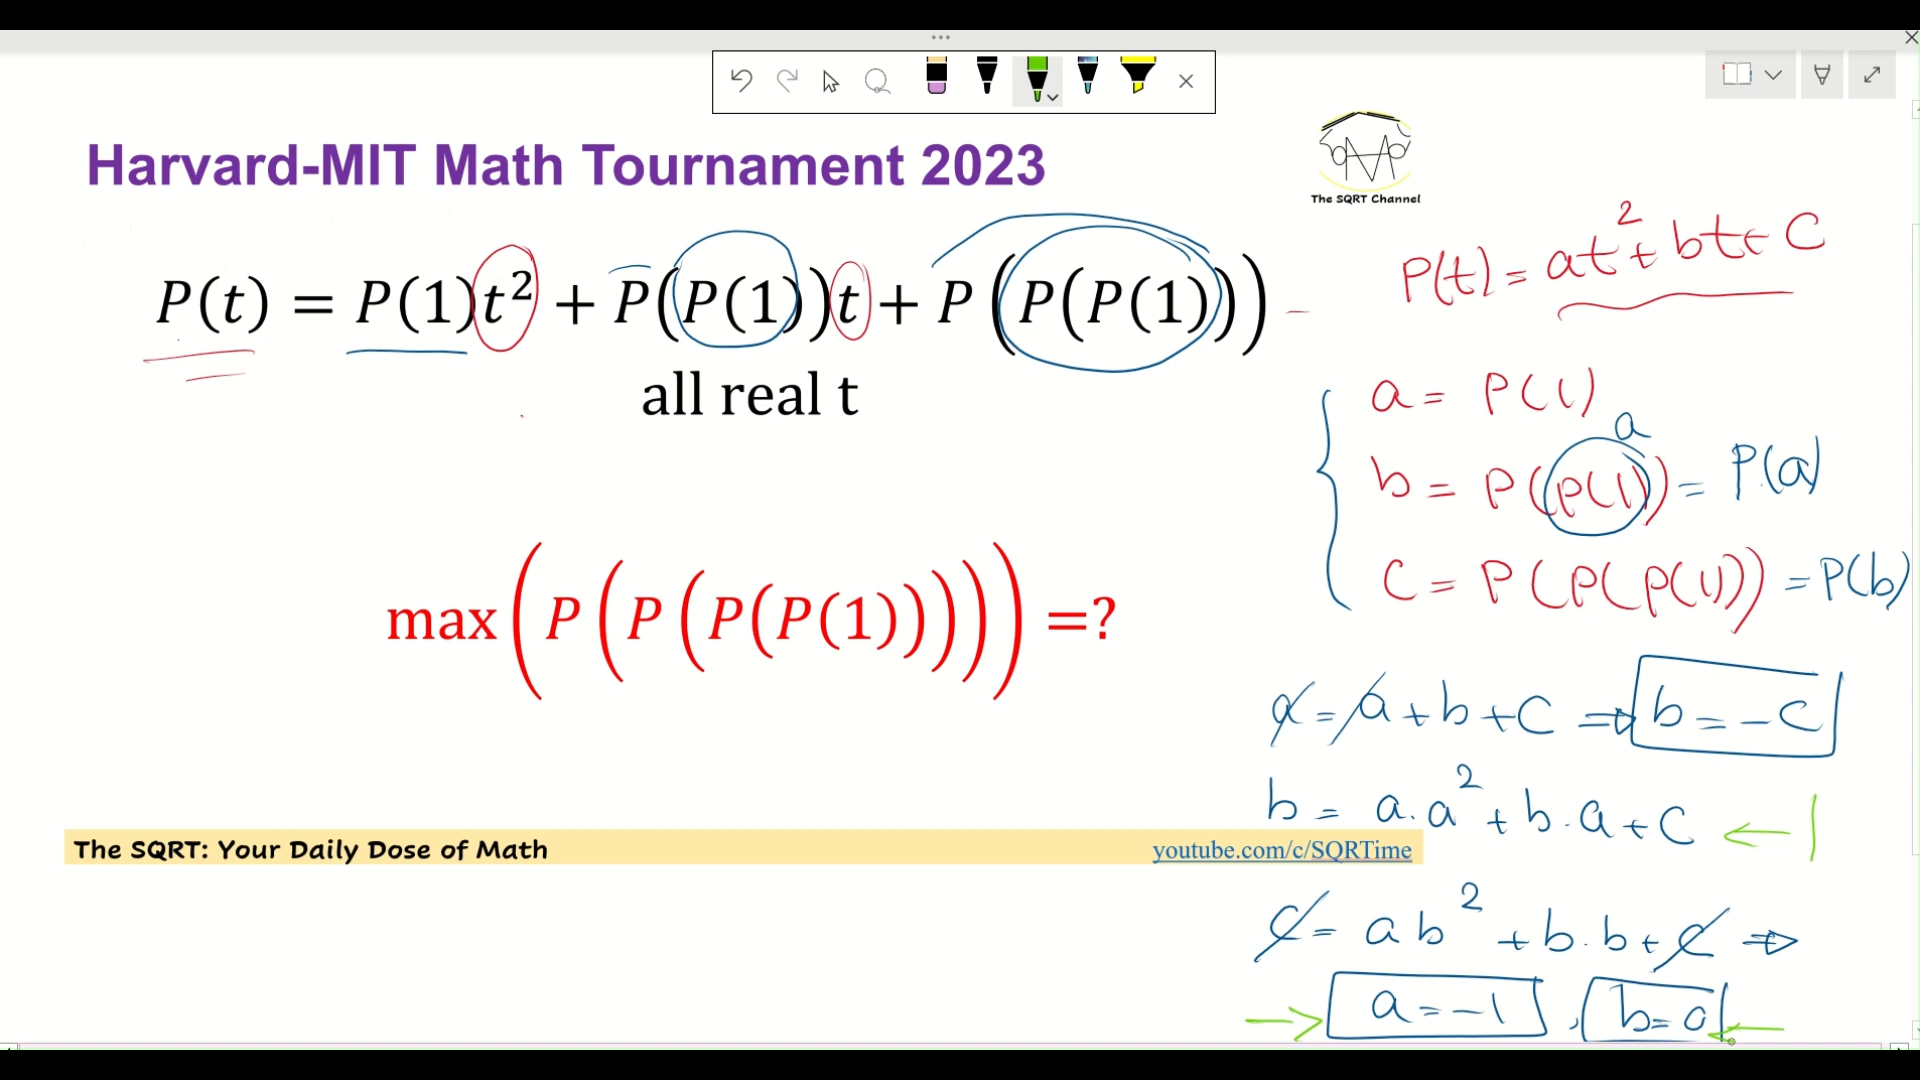 Harvard-MIT Math Tournament 2023
The SQRT Channel
P(t) = P(1)t² + P(P(1))t + P(P(P(1)))
all real t
max(P(P(P(P(1))))) =?
P(t) = at² + bt + C
a = P(1)
a
b = P(P(1)) = P(a)
C = P(P(P(1))) = P(b)
a = a + b + C ⇒ b = -C
b = a.a² + b.a + C ←
C = ab² + b.b + C ⇒
→ a = -1 , b = 0 ←
The SQRT: Your Daily Dose of Math
youtube.com/c/SQRTime